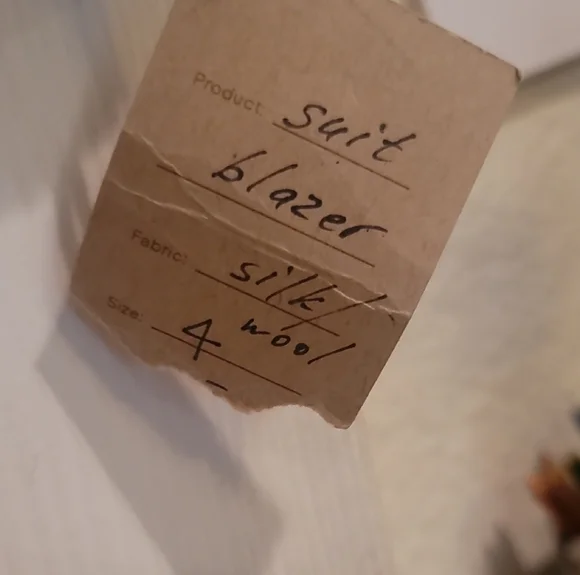 Product: suit
blazer
Fabric: silk/
wool
Size: 4